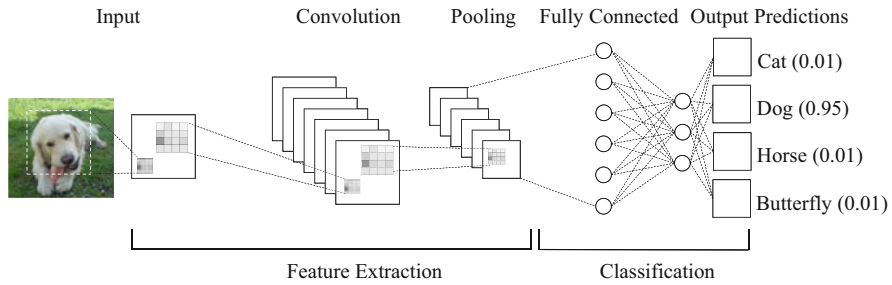 Input
Convolution
Pooling
Fully Connected
Output Predictions
Cat (0.01)
Dog (0.95)
Horse (0.01)
Butterfly (0.01)
Feature Extraction
Classification